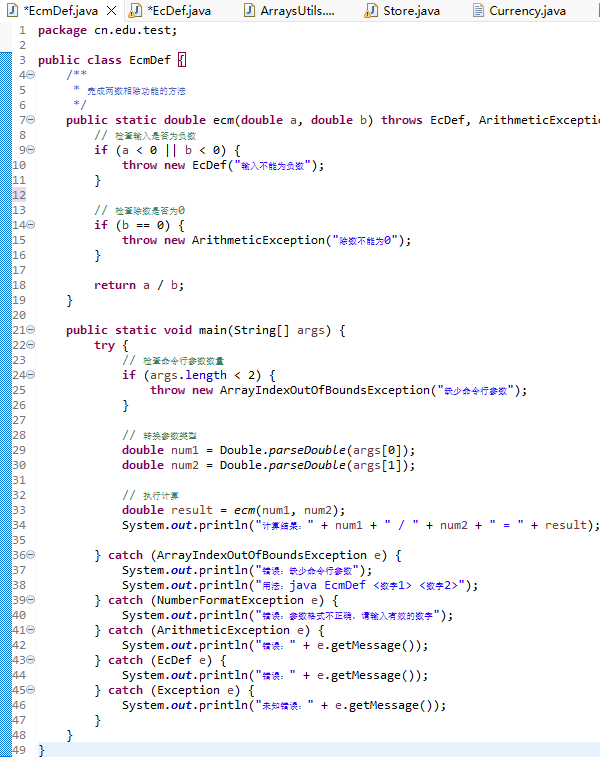 *EcmDef.java
*EcDef.java
ArraysUtils....
Store.java
Currency.java
1 package cn.edu.test;
2
3 public class EcmDef {
4 /**
5 * 完成两数相除功能的方法
6 */
7 public static double ecm(double a, double b) throws EcDef, ArithmeticExceptio
8 // 检查输入是否为负数
9 if (a < 0 || b < 0) {
10 throw new EcDef("输入不能为负数");
11 }
12
13 // 检查除数是否为0
14 if (b == 0) {
15 throw new ArithmeticException("除数不能为0");
16 }
17
18 return a / b;
19 }
20
21 public static void main(String[] args) {
22 try {
23 // 检查命令行参数数量
24 if (args.length < 2) {
25 throw new ArrayIndexOutOfBoundsException("缺少命令行参数");
26 }
27
28 // 转换参数类型
29 double num1 = Double.parseDouble(args[0]);
30 double num2 = Double.parseDouble(args[1]);
31
32 // 执行计算
33 double result = ecm(num1, num2);
34 System.out.println("计算结果：" + num1 + " / " + num2 + " = " + result);
35
36 } catch (ArrayIndexOutOfBoundsException e) {
37 System.out.println("错误：缺少命令行参数");
38 System.out.println("用法：java EcmDef <数字1> <数字2>");
39 } catch (NumberFormatException e) {
40 System.out.println("错误：参数格式不正确，请输入有效的数字");
41 } catch (ArithmeticException e) {
42 System.out.println("错误：" + e.getMessage());
43 } catch (EcDef e) {
44 System.out.println("错误：" + e.getMessage());
45 } catch (Exception e) {
46 System.out.println("未知错误：" + e.getMessage());
47 }
48 }
49 }